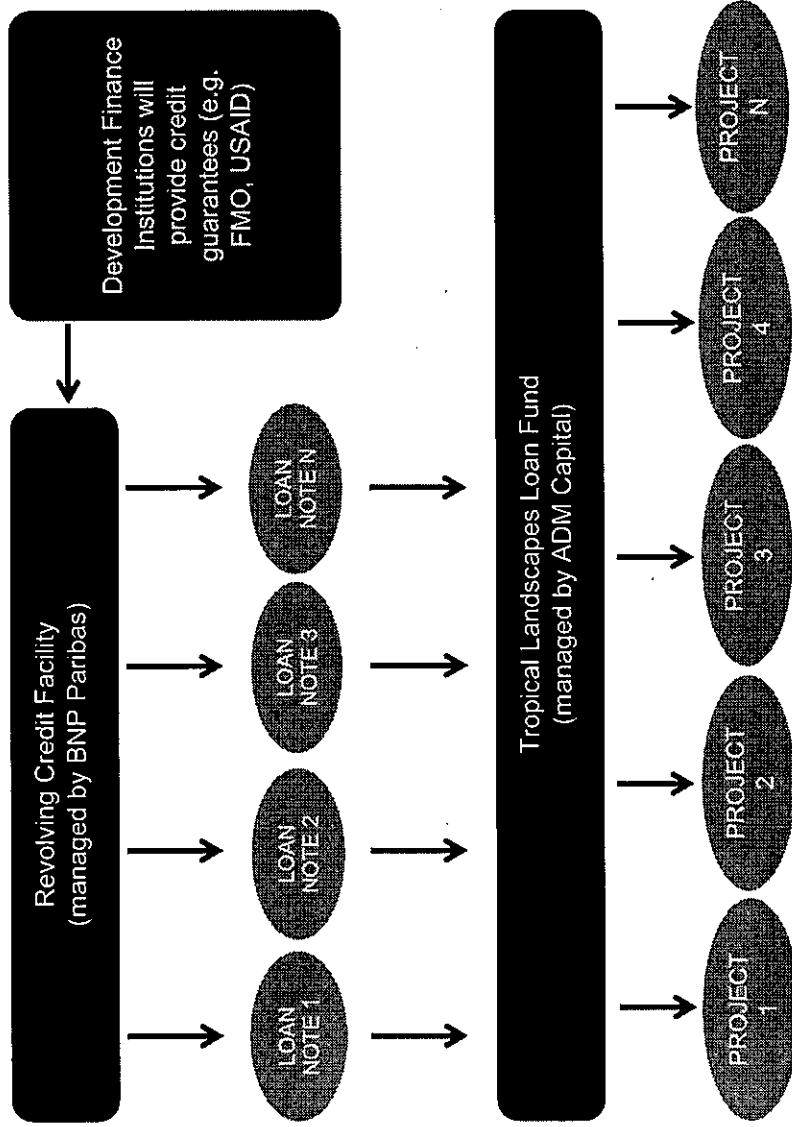 Revolving Credit Facility
(managed by BNP Paribas)
Development Finance
Institutions will
provide credit
guarantees (e.g.
FMO, USAID)
LOAN
NOTE 1
LOAN
NOTE 2
LOAN
NOTE 3
LOAN
NOTE N
Tropical Landscapes Loan Fund
(managed by ADM Capital)
PROJECT
1
PROJECT
2
PROJECT
3
PROJECT
4
PROJECT
N